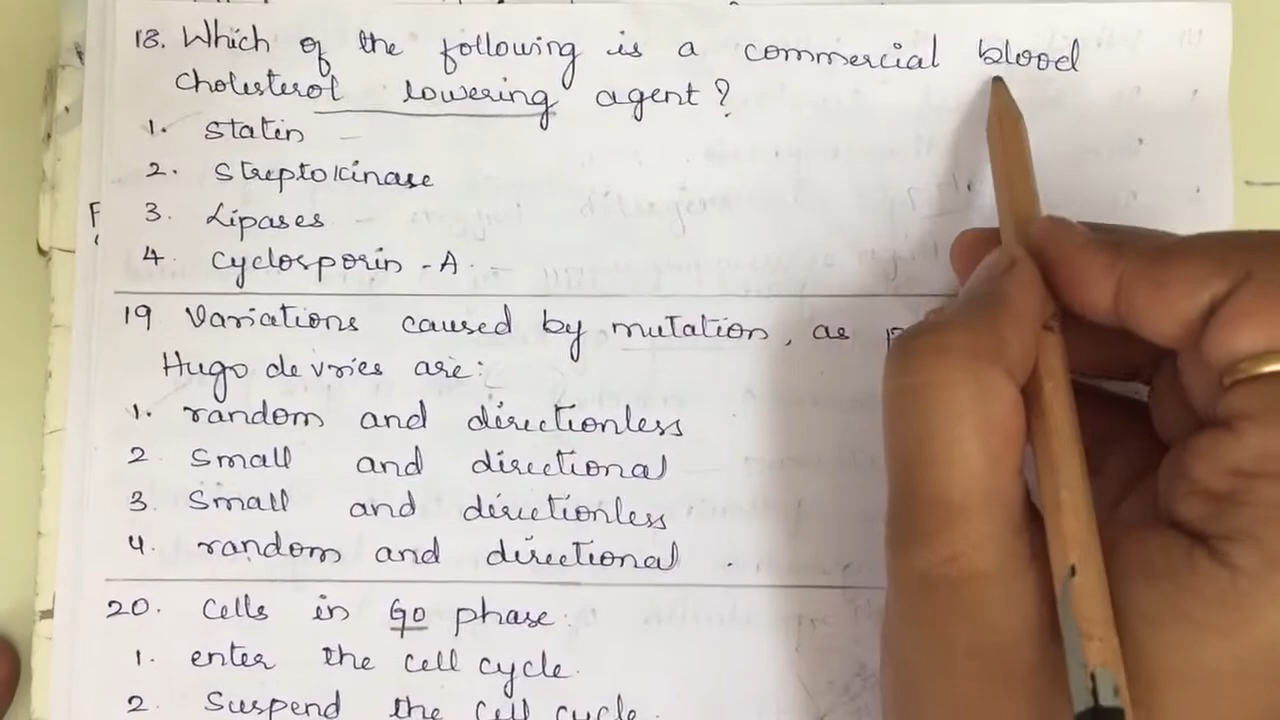 18. Which of the following is a commercial blood
cholesterol lowering agent?
1. Statin
2. Streptokinase
3. Lipases
4. cyclosporin - A.
19 Variations caused by mutation, as
Hugo de vries are:
1. random and directionless
2 Small and directional
3. Small and directionless
4. random and directional.
20. Cells in G0 phase:
1. enter the cell cycle.
2. Suspend the cell cycle.